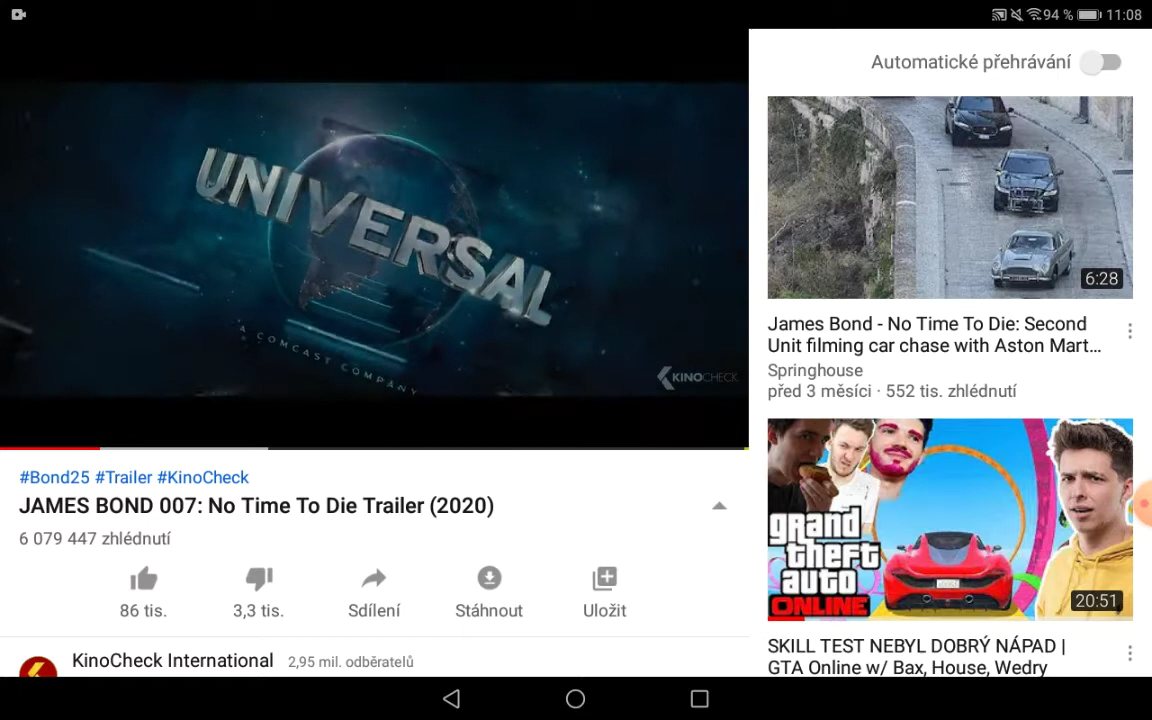 94 % 11:08
UNIVERSAL
A COMCAST COMPANY
KINOCHECK
#Bond25 #Trailer #KinoCheck
JAMES BOND 007: No Time To Die Trailer (2020)
6 079 447 zhlédnutí
86 tis.
3,3 tis.
Sdílení
Stáhnout
Uložit
KinoCheck International 2,95 mil. odběratelů
Automatické přehrávání
6:28
James Bond - No Time To Die: Second
Unit filming car chase with Aston Mart…
Springhouse
před 3 měsíci · 552 tis. zhlédnutí
grand
theft
auto
ONLINE
20:51
SKILL TEST NEBYL DOBRÝ NÁPAD |
GTA Online w/ Bax, House, Wedry